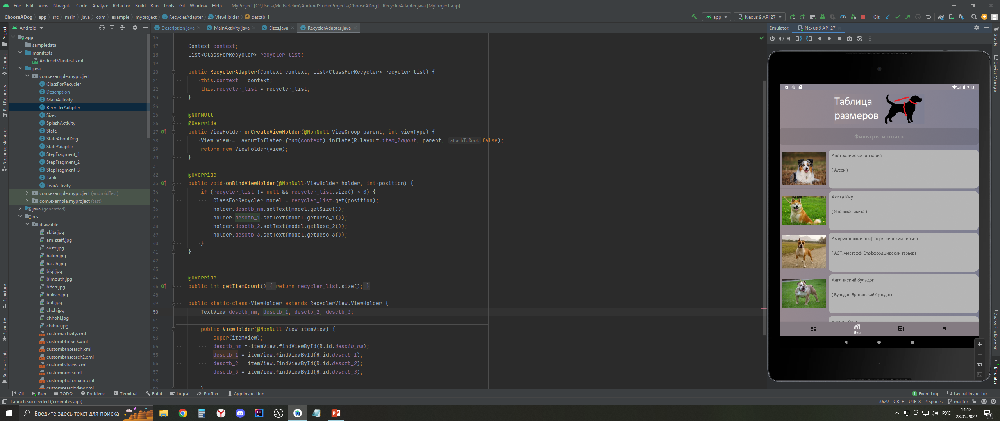 File Edit View Navigate Code Analyze Refactor Build Run Tools Git Window Help MyProject [C:\Users\Mr. Nefelim\AndroidStudioProjects\ChooseADog] - RecyclerAdapter.java [MyProject.app]
ChooseADog app src main java com example myproject RecyclerAdapter ViewHolder desctb_1
app Nexus 9 API 27 Git:
Android
Description.java MainActivity.java Sizes.java RecyclerAdapter.java
Emulator: Nexus 9 API 27
Project
Commit
Pull Requests
Resource Manager
Structure
Favorites
Build Variants
app
sampledata
manifests
AndroidManifest.xml
java
com.example.myproject
ClassForRecycler
Description
MainActivity
RecyclerAdapter
Sizes
SplashActivity
State
StateAboutDog
StateAdapter
StepFragment_1
StepFragment_2
StepFragment_3
Table
TwoActivity
com.example.myproject (androidTest)
com.example.myproject (test)
java (generated)
res
drawable
akita.jpg
am_staff.jpg
avstr.jpg
balon.jpg
bassh.jpg
bigl.jpg
blmouth.jpg
blterr.jpg
bokser.jpg
bull.jpg
chch.jpg
chhohl.jpg
chihua.jpg
customactivity.xml
custombtnback.xml
custombtnsearch.xml
custombtnsearch2.xml
customlistview.xml
customnone.xml
customphotomain.xml
customsearchview.xml
16
17 Context context;
18 List<ClassForRecycler> recycler_list;
19
20 public RecyclerAdapter(Context context, List<ClassForRecycler> recycler_list) {
21 this.context = context;
22 this.recycler_list = recycler_list;
23 }
24
25 @NonNull
26 @Override
27 public ViewHolder onCreateViewHolder(@NonNull ViewGroup parent, int viewType) {
28 View view = LayoutInflater.from(context).inflate(R.layout.item_layout, parent, attachToRoot: false);
29 return new ViewHolder(view);
30 }
31
32 @Override
33 public void onBindViewHolder(@NonNull ViewHolder holder, int position) {
34 if (recycler_list != null && recycler_list.size() > 0) {
35 ClassForRecycler model = recycler_list.get(position);
36 holder.desctb_nm.setText(model.getSize());
37 holder.desctb_1.setText(model.getDesc_1());
38 holder.desctb_2.setText(model.getDesc_2());
39 holder.desctb_3.setText(model.getDesc_3());
40 }
41 }
42
43
44 @Override
45 public int getItemCount() { return recycler_list.size(); }
48
49 public static class ViewHolder extends RecyclerView.ViewHolder {
50 TextView desctb_nm, desctb_1, desctb_2, desctb_3;
51
52 public ViewHolder(@NonNull View itemView) {
53 super(itemView);
54 desctb_nm = itemView.findViewById(R.id.desctb_nm);
55 desctb_1 = itemView.findViewById(R.id.desctb_1);
56 desctb_2 = itemView.findViewById(R.id.desctb_2);
57 desctb_3 = itemView.findViewById(R.id.desctb_3);
58
7:12
Таблица
размеров
Фильтры и поиск
Австралийская овчарка
( Аусси )
Акита-Ину
( Японская акита )
Американский стаффордширский терьер
( АСТ, Амстафф, Стаффордширский терьер)
Английский бульдог
( Бульдог, Британский бульдог)
Дом
1:1
Gradle
Device Manager
Device File Explorer
Emulator
Git Run TODO Problems Terminal Build Logcat Profiler App Inspection 1 Event Log Layout Inspector
Launch succeeded (5 minutes ago) 50:29 CRLF UTF-8 4 spaces master
Введите здесь текст для поиска
РУС
14:12
28.05.2022
3